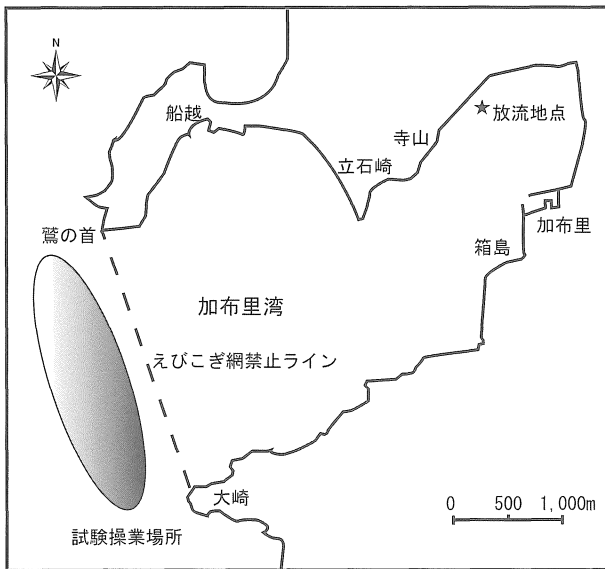 N
船越
放流地点
寺山
立石崎
加布里
鷲の首
箱島
加布里湾
えびこぎ網禁止ライン
大崎
0 500 1,000m
試験操業場所